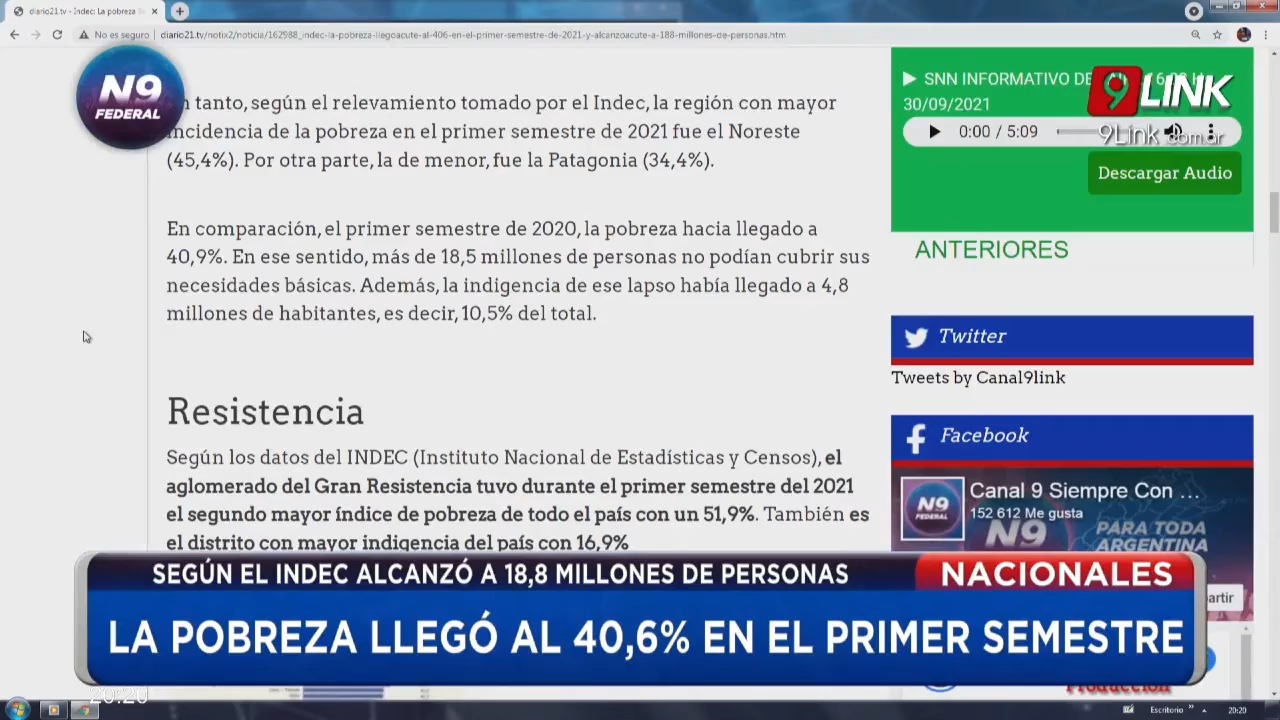 diario21.tv - Indec: La pobreza
No es seguro
diario21.tv/notix2/noticia/162988_indec-la-pobreza-llegoacute-al-406-en-el-primer-semestre-de-2021-y-alcanzoacute-a-188-millones-de-personas.htm
N9
FEDERAL
tanto, según el relevamiento tomado por el Indec, la región con mayor
incidencia de la pobreza en el primer semestre de 2021 fue el Noreste
(45,4%). Por otra parte, la de menor, fue la Patagonia (34,4%).
En comparación, el primer semestre de 2020, la pobreza hacia llegado a
40,9%. En ese sentido, más de 18,5 millones de personas no podían cubrir sus
necesidades básicas. Además, la indigencia de ese lapso había llegado a 4,8
millones de habitantes, es decir, 10,5% del total.
Resistencia
Según los datos del INDEC (Instituto Nacional de Estadísticas y Censos), el
aglomerado del Gran Resistencia tuvo durante el primer semestre del 2021
el segundo mayor índice de pobreza de todo el país con un 51,9%. También es
el distrito con mayor indigencia del país con 16,9%
SNN INFORMATIVO
30/09/2021
9 LINK
9Link.com.ar
0:00 / 5:09
Descargar Audio
ANTERIORES
Twitter
Tweets by Canal9link
Facebook
N9
FEDERAL
Canal 9 Siempre Con ...
152 612 Me gusta
N9
PARA TODA
ARGENTINA
partir
SEGÚN EL INDEC ALCANZÓ A 18,8 MILLONES DE PERSONAS
NACIONALES
LA POBREZA LLEGÓ AL 40,6% EN EL PRIMER SEMESTRE
Producción
20:20
Escritorio
20:20